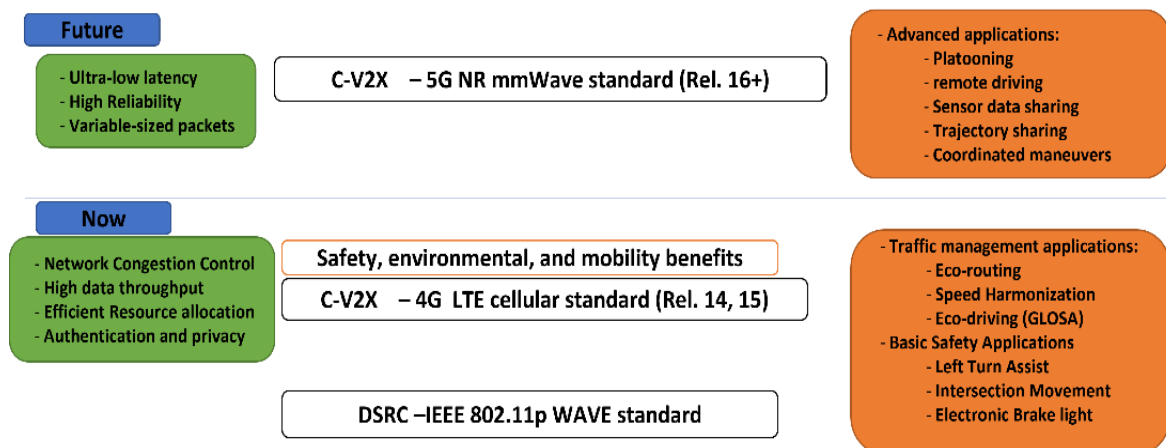 Future
- Ultra-low latency
- High Reliability
- Variable-sized packets
C-V2X – 5G NR mmWave standard (Rel. 16+)
- Advanced applications:
- Platooning
- remote driving
- Sensor data sharing
- Trajectory sharing
- Coordinated maneuvers
Now
- Network Congestion Control
- High data throughput
- Efficient Resource allocation
- Authentication and privacy
Safety, environmental, and mobility benefits
C-V2X – 4G LTE cellular standard (Rel. 14, 15)
DSRC –IEEE 802.11p WAVE standard
- Traffic management applications:
- Eco-routing
- Speed Harmonization
- Eco-driving (GLOSA)
- Basic Safety Applications
- Left Turn Assist
- Intersection Movement
- Electronic Brake light